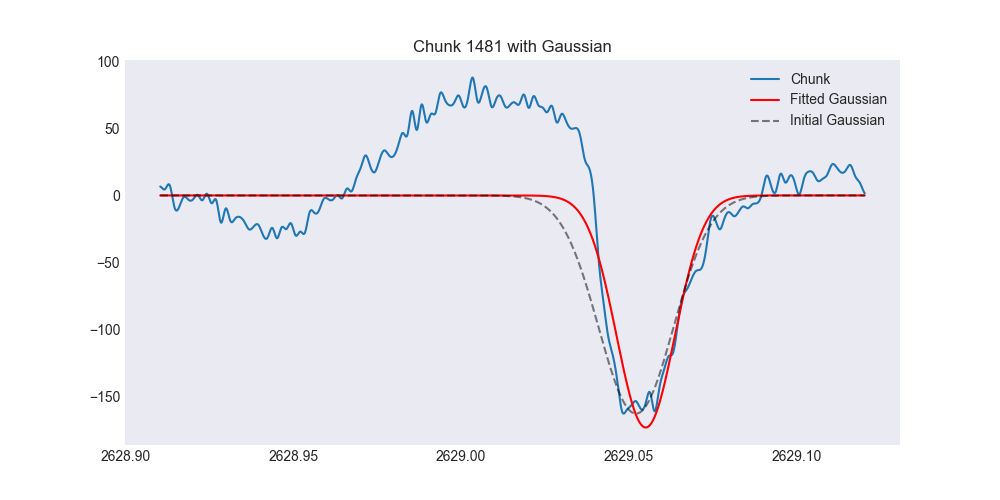 Chunk 1481 with Gaussian
100
50
0
−50
−100
−150
Chunk
Fitted Gaussian
Initial Gaussian
2628.90 2628.95 2629.00 2629.05 2629.10